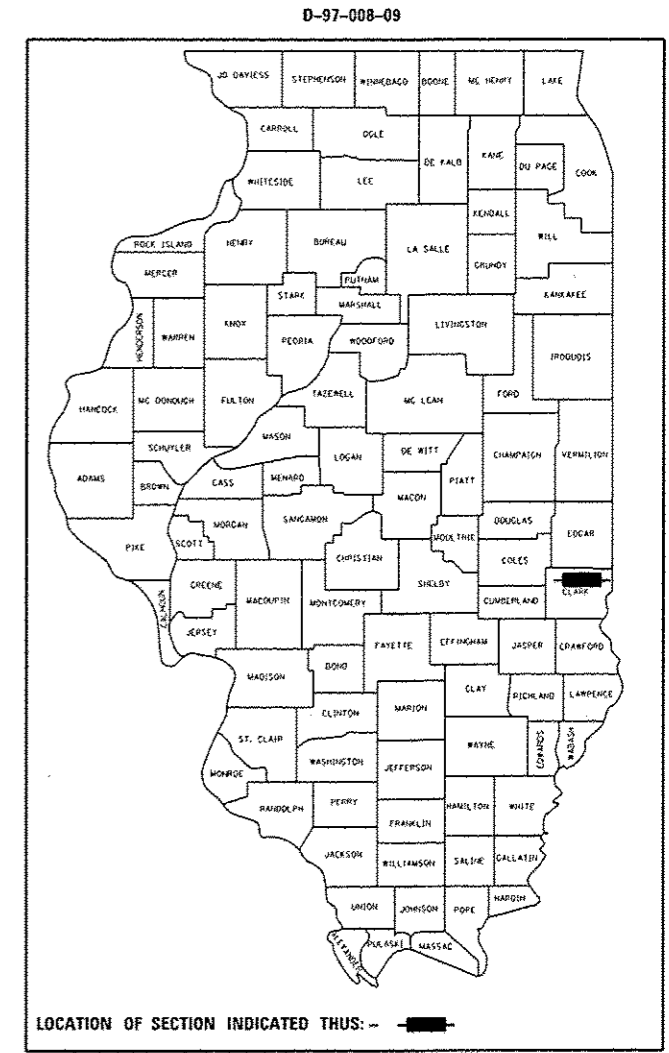 D-97-008-09
JO DAVIESS STEPHENSON WINNEBAGO BOONE MC HENRY LAKE
CARROLL OGLE
DE KALB KANE DU PAGE COOK
WHITESIDE LEE
KENDALL
ROCK ISLAND HENRY BUREAU LA SALLE WILL
GRUNDY
MERCER PUTNAM
STARK KANKAKEE
MARSHALL
HENDERSON WARREN KNOX LIVINGSTON
PEORIA WOODFORD IROQUOIS
HANCOCK MC DONOUGH FULTON TAZEWELL MC LEAN FORD
MASON
SCHUYLER LOGAN DE WITT CHAMPAIGN VERMILION
ADAMS BROWN CASS MENARD PIATT
MACON
MORGAN SANGAMON DOUGLAS
PIKE SCOTT MOULTRIE EDGAR
CHRISTIAN COLES
GREENE SHELBY CLARK
CALHOUN MACOUPIN MONTGOMERY CUMBERLAND
JERSEY
FAYETTE EFFINGHAM JASPER CRAWFORD
BOND
MADISON CLAY
RICHLAND LAWRENCE
CLINTON MARION
ST. CLAIR WAYNE EDWARDS WABASH
WASHINGTON
MONROE JEFFERSON
RANDOLPH PERRY HAMILTON WHITE
FRANKLIN
JACKSON WILLIAMSON SALINE GALLATIN
HARDIN
UNION JOHNSON POPE
ALEXANDER PULASKI MASSAC
LOCATION OF SECTION INDICATED THUS: -